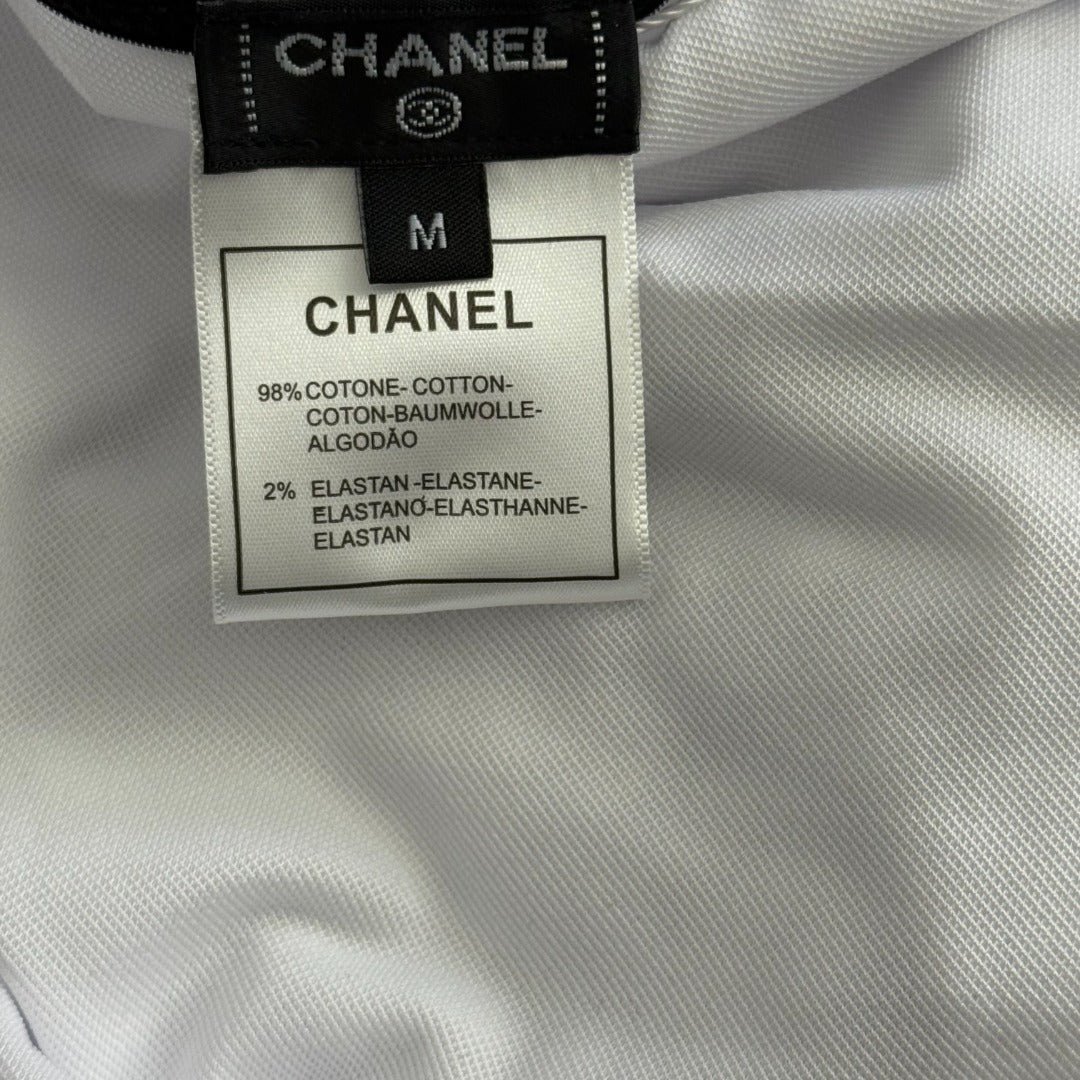 CHANEL
M
CHANEL
98% COTONE- COTTON-
COTON-BAUMWOLLE-
ALGODÃO
2% ELASTAN -ELASTANE-
ELASTANO-ELASTHANNE-
ELASTAN